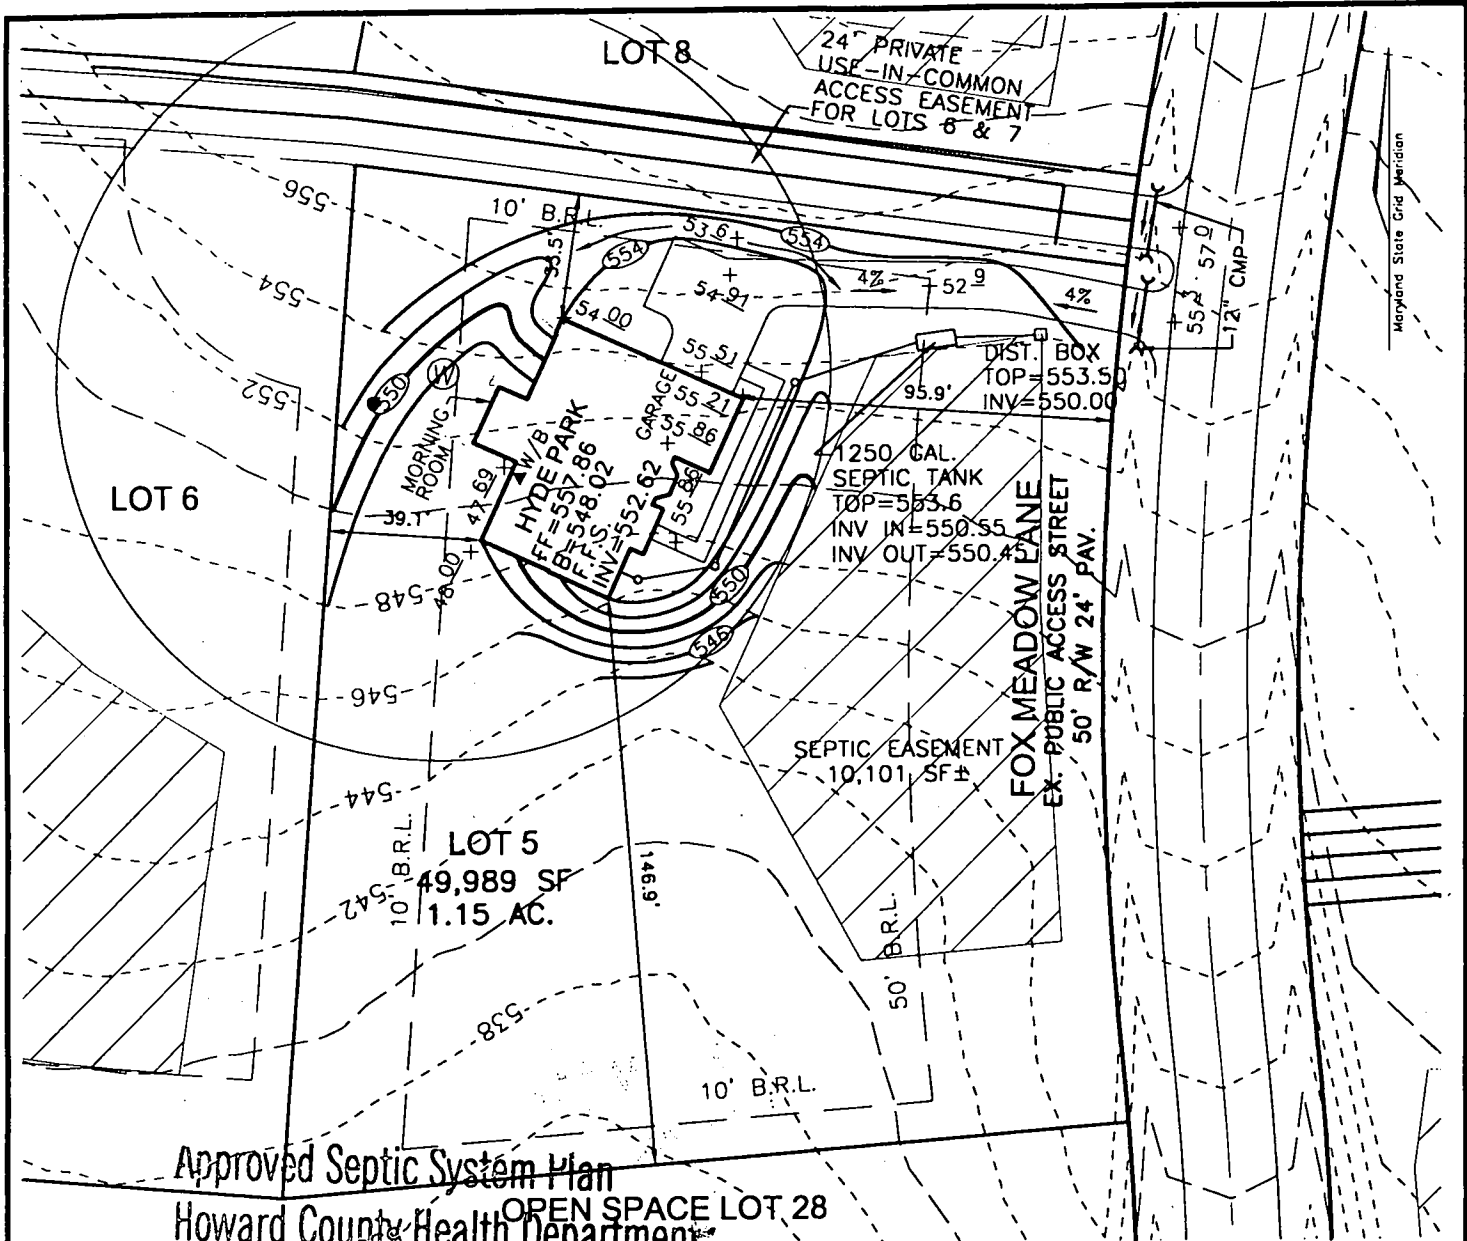 LOT 8
24' PRIVATE
USE-IN-COMMON
ACCESS EASEMENT
FOR LOTS 6 & 7
Maryland State Grid Meridian
556
10' B.R.L.
33.5'
554
53.6
554
54.91
4%
52.9
4%
57.0
12" CMP
554
54.00
55.51
GARAGE
55.21
55.86
95.9'
DIST. BOX
TOP=553.50
INV=550.00
552
550
W
MORNING
ROOM
W/B
HYDE PARK
FF=557.86
B.F.=548.02
INV.=552.62
55.86
1250 GAL.
SEPTIC TANK
TOP=553.6
INV IN=550.55
INV OUT=550.45
LOT 6
39.1'
47.69
48.00
548
550
546
546
FOX MEADOW LANE
EX. PUBLIC ACCESS STREET
50' R/W 24' PAV.
SEPTIC EASEMENT
10,101 SF±
544
10' B.R.L.
LOT 5
49,989 SF
1.15 AC.
542
146.9'
50' B.R.L.
538
10' B.R.L.
Approved Septic System Plan
OPEN SPACE LOT 28
Howard County Health Department